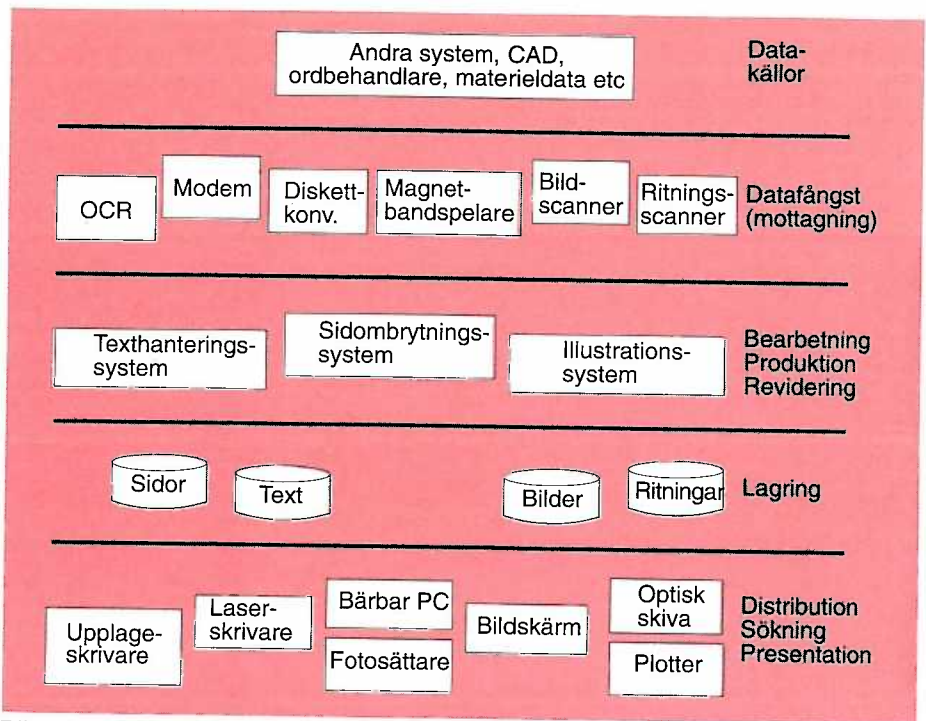 Andra system, CAD,
ordbehandlare, materieldata etc
Data-
källor
OCR
Modem
Diskett-
konv.
Magnet-
bandspelare
Bild-
scanner
Ritnings-
scanner
Datafångst
(mottagning)
Texthanterings-
system
Sidombrytnings-
system
Illustrations-
system
Bearbetning
Produktion
Revidering
Sidor
Text
Bilder
Ritningar
Lagring
Upplage-
skrivare
Laser-
skrivare
Bärbar PC
Fotosättare
Bildskärm
Optisk
skiva
Plotter
Distribution
Sökning
Presentation